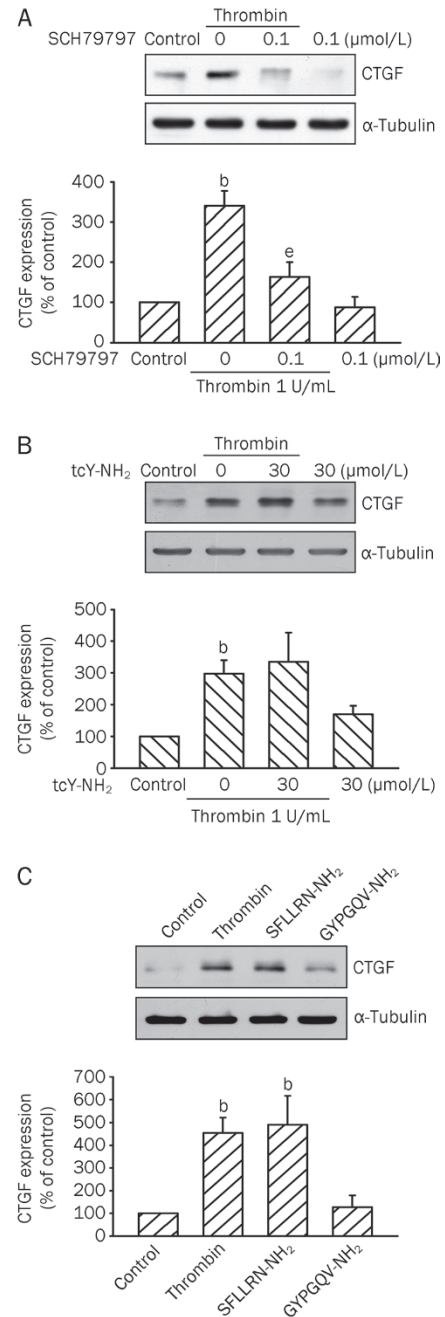 A
Thrombin
SCH79797 Control 0 0.1 0.1 (μmol/L)
CTGF
α-Tubulin
CTGF expression
(% of control)
400
300
200
100
0
SCH79797 Control 0 0.1 0.1 (μmol/L)
b
e
Thrombin 1 U/mL
B
Thrombin
tcY-NH₂ Control 0 30 30 (μmol/L)
CTGF
α-Tubulin
CTGF expression
(% of control)
500
400
300
200
100
0
b
tcY-NH₂ Control 0 30 30 (μmol/L)
Thrombin 1 U/mL
C
Control
Thrombin
SFLLRN-NH₂
GYPGQV-NH₂
CTGF
α-Tubulin
CTGF expression
(% of control)
700
600
500
400
300
200
100
0
b
b
Control
Thrombin
SFLLRN-NH₂
GYPGQV-NH₂